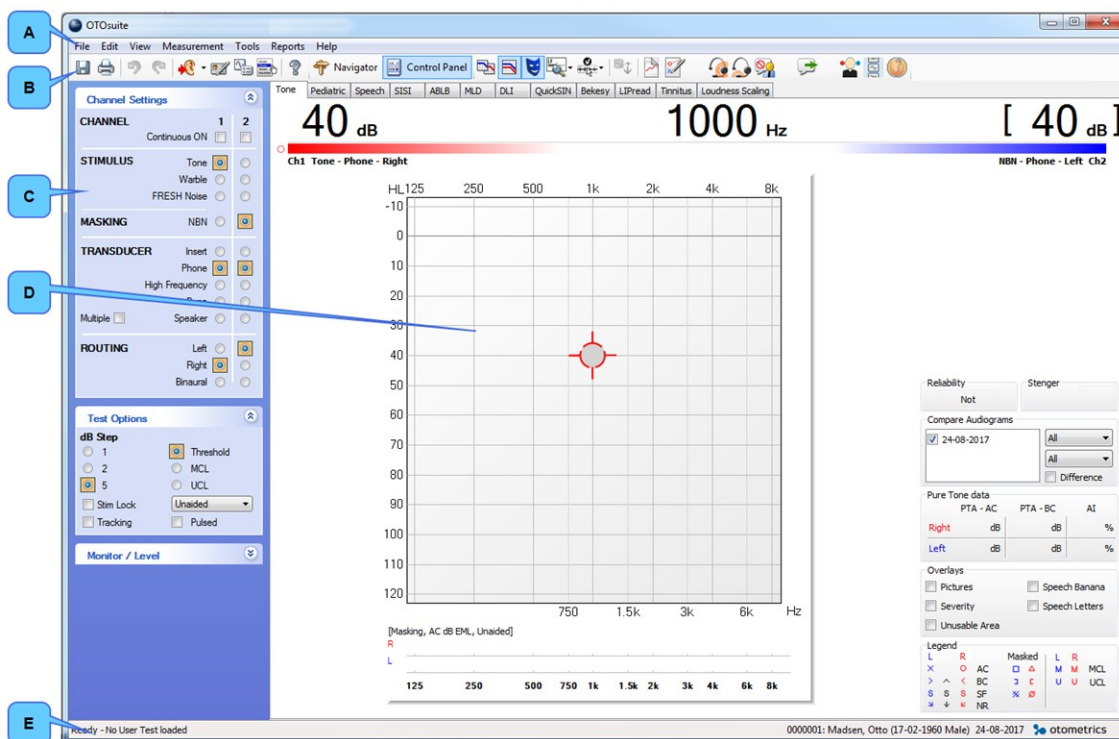 A
B
C
D
E
OTOsuite
File Edit View Measurement Tools Reports Help
Navigator Control Panel
Tone Pediatric Speech SISI ABLB MLD DLI QuickSIN Bekesy LIPread Tinnitus Loudness Scaling
40 dB 1000 Hz [ 40 dB ]
Ch1 Tone - Phone - Right NBN - Phone - Left Ch2
Channel Settings
CHANNEL 1 2
Continuous ON
STIMULUS Tone
Warble
FRESH Noise
MASKING NBN
TRANSDUCER Insert
Phone
High Frequency
Multiple Speaker
ROUTING Left
Right
Binaural
Test Options
dB Step
1 Threshold
2 MCL
5 UCL
Stim Lock Unaided
Tracking Pulsed
Monitor / Level
HL 125 250 500 1k 2k 4k 8k
-10
0
10
20
30
40
50
60
70
80
90
100
110
120
750 1.5k 3k 6k Hz
[Masking, AC dB EML, Unaided]
R
L
125 250 500 750 1k 1.5k 2k 3k 4k 6k 8k
Reliability Stenger
Not
Compare Audiograms
24-08-2017 All
All
Difference
Pure Tone data
PTA - AC PTA - BC AI
Right dB dB %
Left dB dB %
Overlays
Pictures Speech Banana
Severity Speech Letters
Unusable Area
Legend
L R Masked L R
AC M M MCL
BC U U UCL
S S S SF
NR
Ready - No User Test loaded 0000001: Madsen, Otto (17-02-1960 Male) 24-08-2017 otometrics